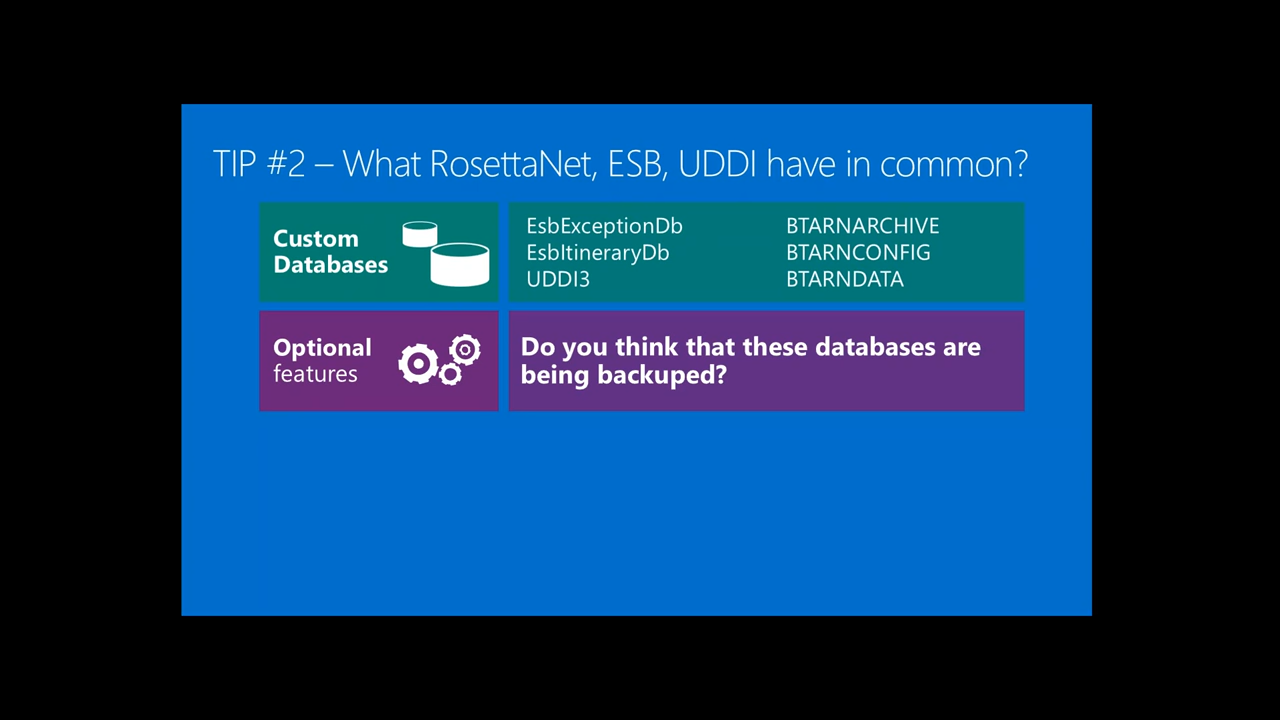 TIP #2 – What RosettaNet, ESB, UDDI have in common?
Custom
Databases
EsbExceptionDb
EsbItineraryDb
UDDI3
BTARNARCHIVE
BTARNCONFIG
BTARNDATA
Optional
features
Do you think that these databases are
being backuped?